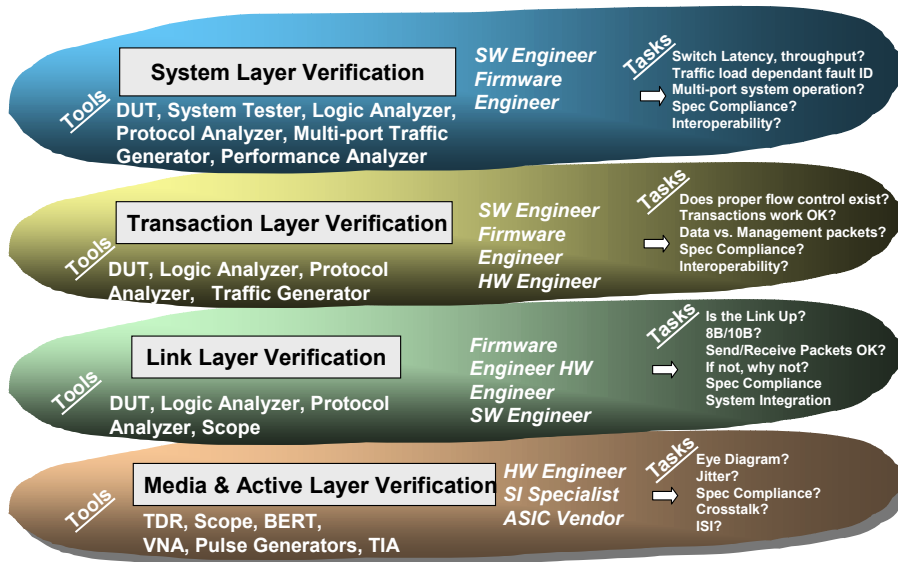 System Layer Verification
Tools
DUT, System Tester, Logic Analyzer,
Protocol Analyzer, Multi-port Traffic
Generator, Performance Analyzer
SW Engineer
Firmware
Engineer
Tasks
Switch Latency, throughput?
Traffic load dependant fault ID
Multi-port system operation?
Spec Compliance?
Interoperability?
Transaction Layer Verification
Tools
DUT, Logic Analyzer, Protocol
Analyzer, Traffic Generator
SW Engineer
Firmware
Engineer
HW Engineer
Tasks
Does proper flow control exist?
Transactions work OK?
Data vs. Management packets?
Spec Compliance?
Interoperability?
Link Layer Verification
Tools
DUT, Logic Analyzer, Protocol
Analyzer, Scope
Firmware
Engineer HW
Engineer
SW Engineer
Tasks
Is the Link Up?
8B/10B?
Send/Receive Packets OK?
If not, why not?
Spec Compliance
System Integration
Media & Active Layer Verification
Tools
TDR, Scope, BERT,
VNA, Pulse Generators, TIA
HW Engineer
SI Specialist
ASIC Vendor
Tasks
Eye Diagram?
Jitter?
Spec Compliance?
Crosstalk?
ISI?